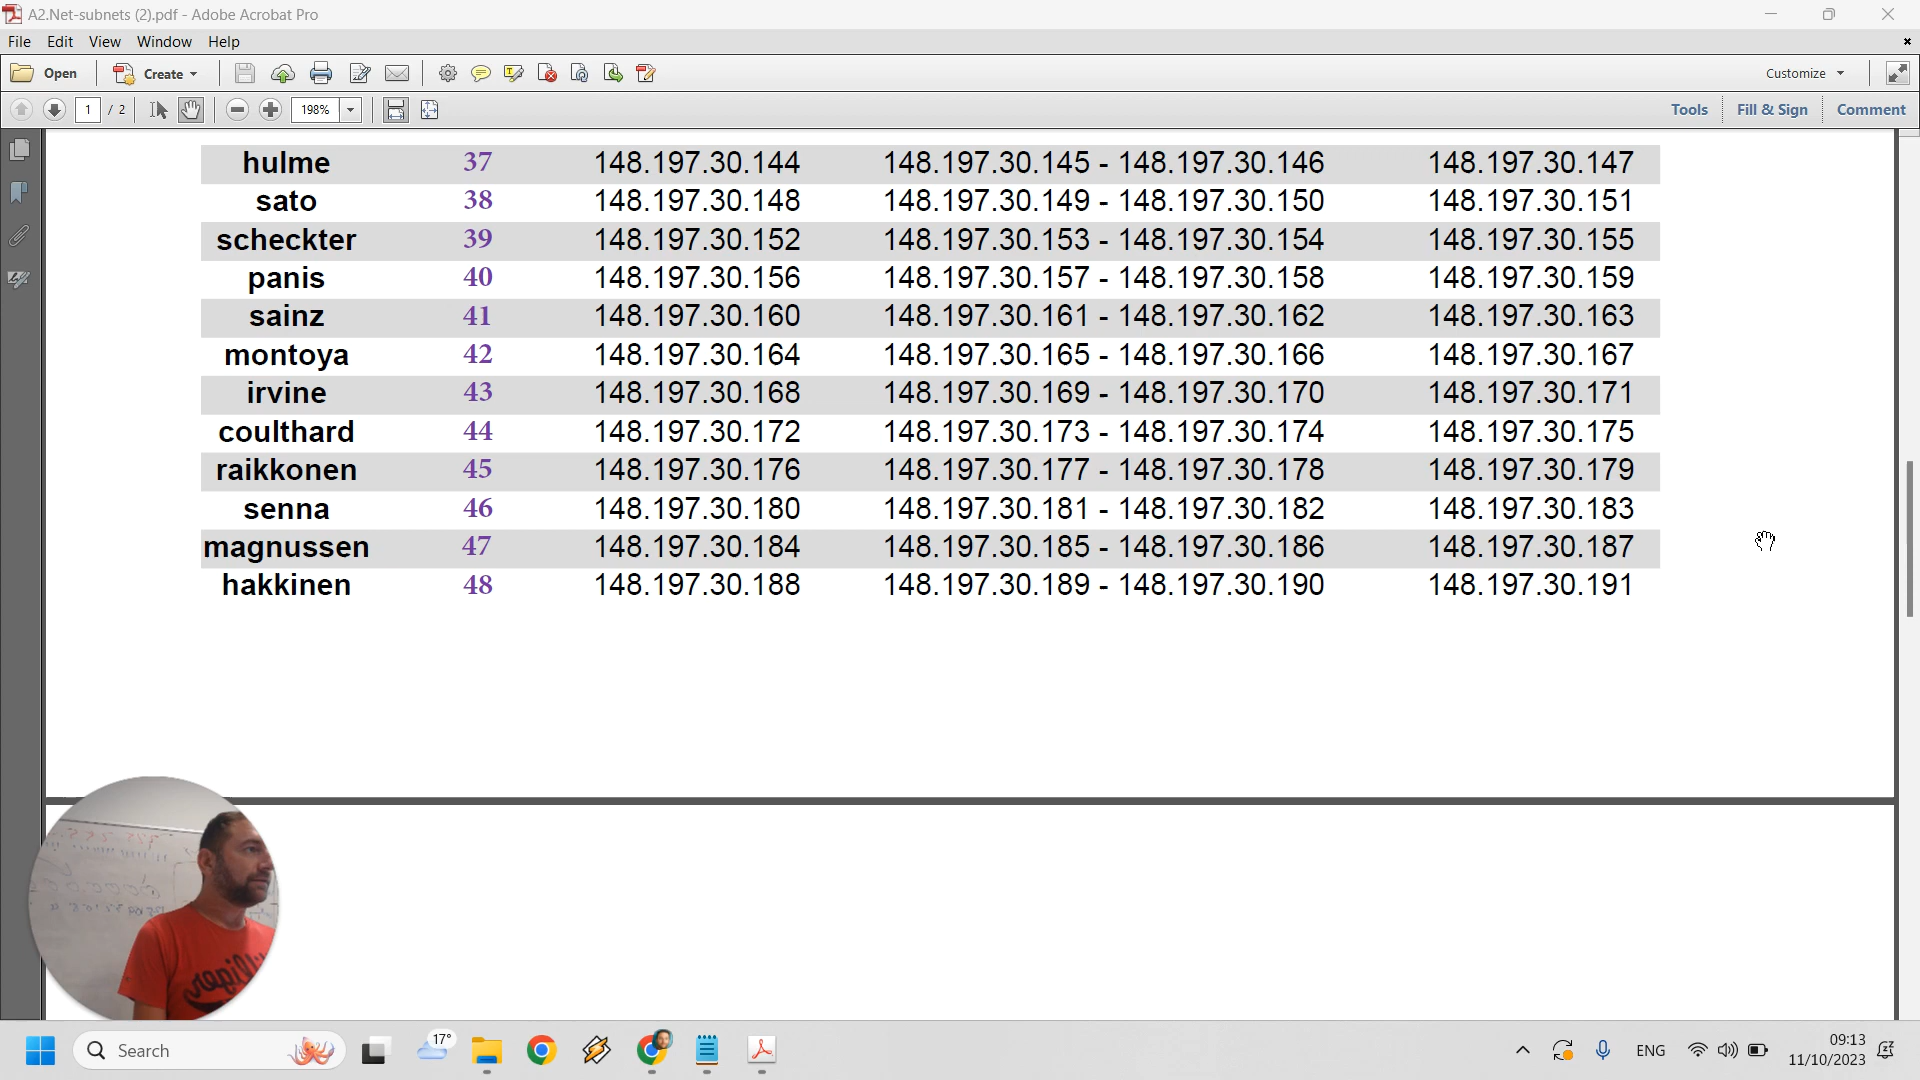 A2.Net-subnets (2).pdf - Adobe Acrobat Pro
File Edit View Window Help
Open Create Customize
1 / 2 198% Tools Fill & Sign Comment
hulme 37 148.197.30.144 148.197.30.145 - 148.197.30.146 148.197.30.147
sato 38 148.197.30.148 148.197.30.149 - 148.197.30.150 148.197.30.151
scheckter 39 148.197.30.152 148.197.30.153 - 148.197.30.154 148.197.30.155
panis 40 148.197.30.156 148.197.30.157 - 148.197.30.158 148.197.30.159
sainz 41 148.197.30.160 148.197.30.161 - 148.197.30.162 148.197.30.163
montoya 42 148.197.30.164 148.197.30.165 - 148.197.30.166 148.197.30.167
irvine 43 148.197.30.168 148.197.30.169 - 148.197.30.170 148.197.30.171
coulthard 44 148.197.30.172 148.197.30.173 - 148.197.30.174 148.197.30.175
raikkonen 45 148.197.30.176 148.197.30.177 - 148.197.30.178 148.197.30.179
senna 46 148.197.30.180 148.197.30.181 - 148.197.30.182 148.197.30.183
magnussen 47 148.197.30.184 148.197.30.185 - 148.197.30.186 148.197.30.187
hakkinen 48 148.197.30.188 148.197.30.189 - 148.197.30.190 148.197.30.191
Search 17° ENG 09:13
11/10/2023